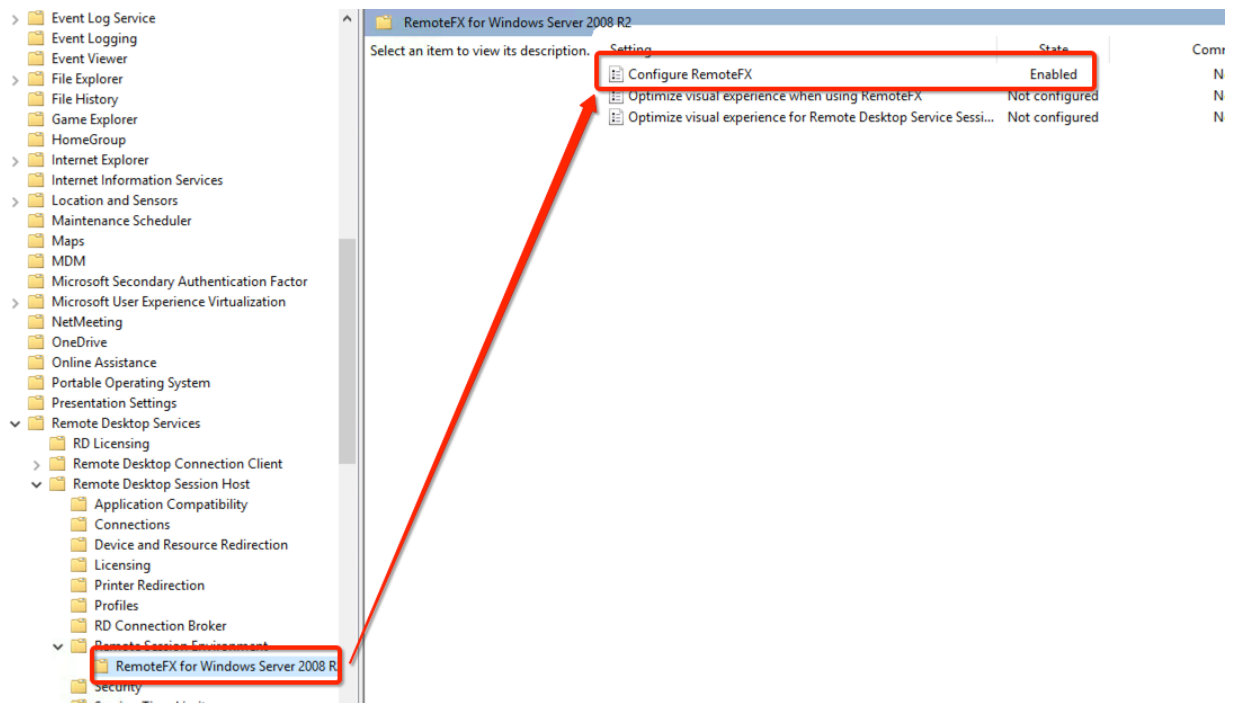 Event Log Service
Event Logging
Event Viewer
File Explorer
File History
Game Explorer
HomeGroup
Internet Explorer
Internet Information Services
Location and Sensors
Maintenance Scheduler
Maps
MDM
Microsoft Secondary Authentication Factor
Microsoft User Experience Virtualization
NetMeeting
OneDrive
Online Assistance
Portable Operating System
Presentation Settings
Remote Desktop Services
RD Licensing
Remote Desktop Connection Client
Remote Desktop Session Host
Application Compatibility
Connections
Device and Resource Redirection
Licensing
Printer Redirection
Profiles
RD Connection Broker
Remote Session Environment
RemoteFX for Windows Server 2008 R
Security
RemoteFX for Windows Server 2008 R2
Select an item to view its description.
Setting State Comm
Configure RemoteFX Enabled N
Optimize visual experience when using RemoteFX Not configured N
Optimize visual experience for Remote Desktop Service Sessi... Not configured N